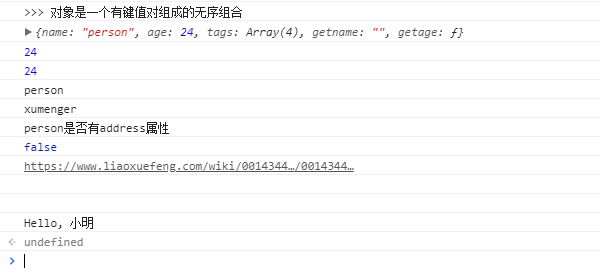 >>> 对象是一个有键值对组成的无序组合
▶{name: "person", age: 24, tags: Array(4), getname: "", getage: ƒ}
24
24
person
xumenger
person是否有address属性
false
https://www.liaoxuefeng.com/wiki/0014344…/0014344…
Hello, 小明
undefined
>